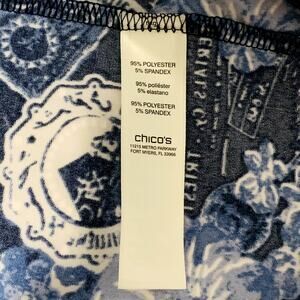 95% POLYESTER
5% SPANDEX
95% poliéster
5% elastano
95% POLYESTER
5% SPANDEX
chico's
11215 METRO PARKWAY
FORT MYERS, FL 33966